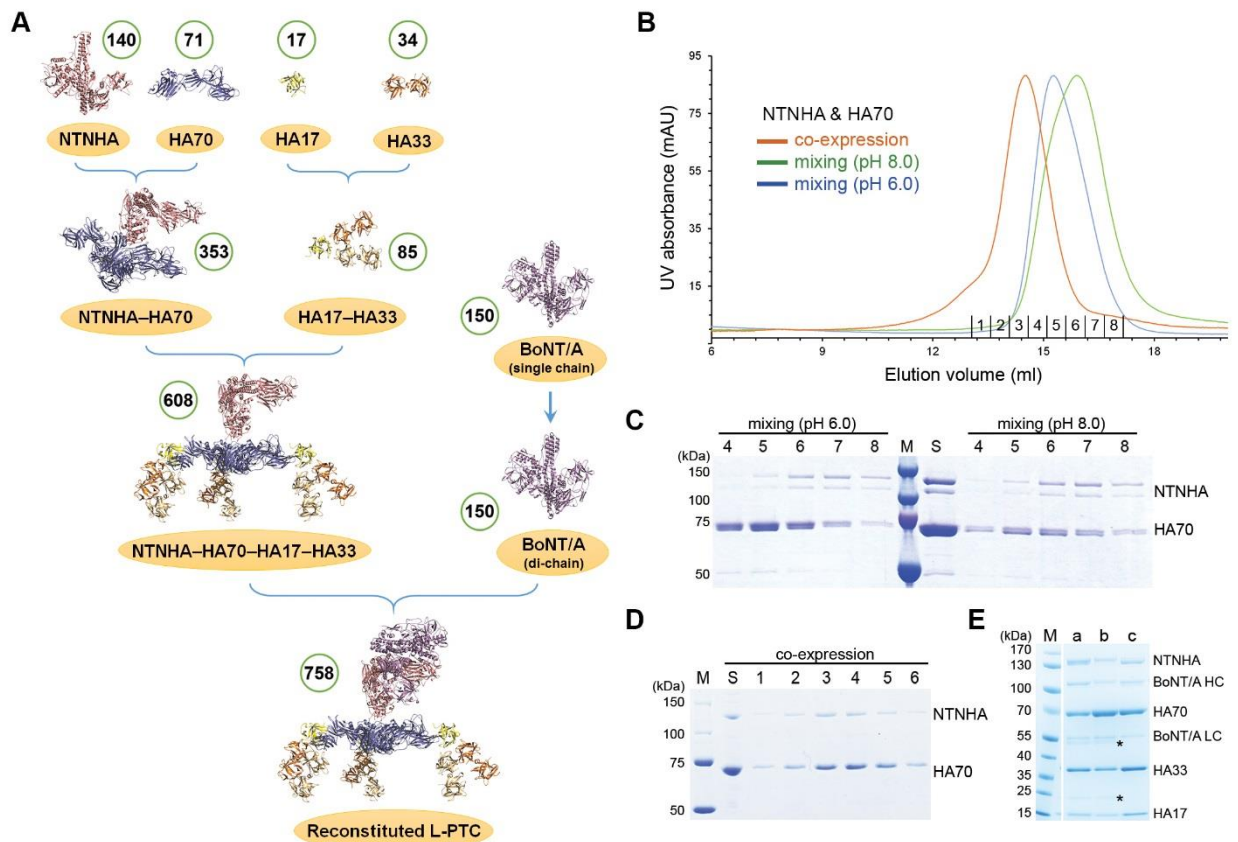 A
140
71
17
34
NTNHA
HA70
HA17
HA33
353
85
NTNHA–HA70
HA17–HA33
150
BoNT/A
(single chain)
608
NTNHA–HA70–HA17–HA33
150
BoNT/A
(di-chain)
758
Reconstituted L-PTC
B
UV absorbance (mAU)
95
85
75
65
55
45
35
25
15
NTNHA & HA70
co-expression
mixing (pH 8.0)
mixing (pH 6.0)
1 2 3 4 5 6 7 8
6 9 12 15 18
Elution volume (ml)
C
mixing (pH 6.0) mixing (pH 8.0)
(kDa) 4 5 6 7 8 M S 4 5 6 7 8
150
100
75
50
NTNHA
HA70
D
co-expression
(kDa) M S 1 2 3 4 5 6
150
100
75
50
NTNHA
HA70
E
(kDa) M a b c
170
130
100
70
55
40
35
25
15
NTNHA
BoNT/A HC
HA70
BoNT/A LC
*
HA33
*
HA17